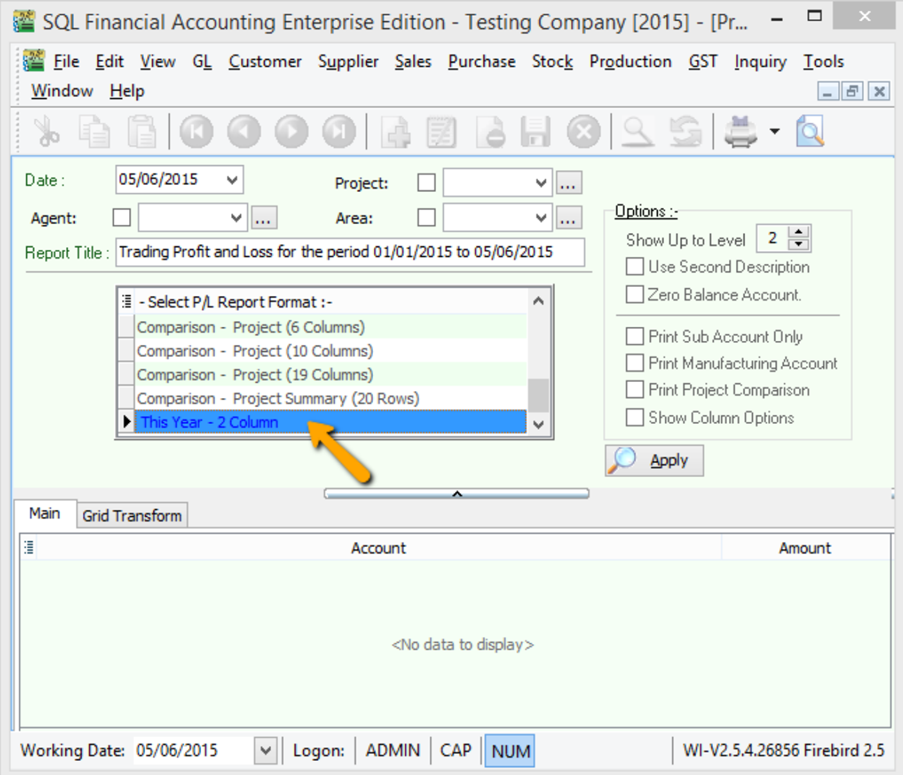 SQL Financial Accounting Enterprise Edition - Testing Company [2015] - [Pr...
File Edit View GL Customer Supplier Sales Purchase Stock Production GST Inquiry Tools
Window Help
Date : 05/06/2015 Project: ...
Agent: ... Area: ...
Report Title : Trading Profit and Loss for the period 01/01/2015 to 05/06/2015
Options :-
Show Up to Level 2
Use Second Description
Zero Balance Account.
Print Sub Account Only
Print Manufacturing Account
Print Project Comparison
Show Column Options
Apply
- Select P/L Report Format :-
Comparison - Project (6 Columns)
Comparison - Project (10 Columns)
Comparison - Project (19 Columns)
Comparison - Project Summary (20 Rows)
This Year - 2 Column
Main Grid Transform
Account Amount
<No data to display>
Working Date: 05/06/2015 Logon: ADMIN CAP NUM WI-V2.5.4.26856 Firebird 2.5